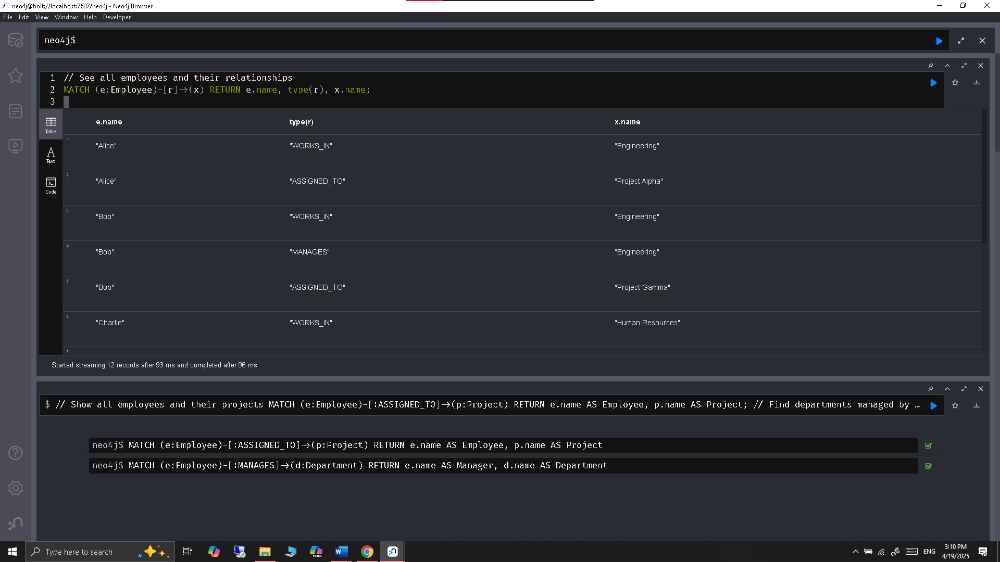 neo4j@bolt://localhost:7687/neo4j - Neo4j Browser
File Edit View Window Help Developer
neo4j$
1 // See all employees and their relationships
2 MATCH (e:Employee)-[r]->(x) RETURN e.name, type(r), x.name;
3
Table
Text
Code
e.name type(r) x.name
1 "Alice" "WORKS_IN" "Engineering"
2 "Alice" "ASSIGNED_TO" "Project Alpha"
3 "Bob" "WORKS_IN" "Engineering"
4 "Bob" "MANAGES" "Engineering"
5 "Bob" "ASSIGNED_TO" "Project Gamma"
6 "Charlie" "WORKS_IN" "Human Resources"
7
Started streaming 12 records after 93 ms and completed after 96 ms.
$ // Show all employees and their projects MATCH (e:Employee)-[:ASSIGNED_TO]->(p:Project) RETURN e.name AS Employee, p.name AS Project; // Find departments managed by …
neo4j$ MATCH (e:Employee)-[:ASSIGNED_TO]->(p:Project) RETURN e.name AS Employee, p.name AS Project
neo4j$ MATCH (e:Employee)-[:MANAGES]->(d:Department) RETURN e.name AS Manager, d.name AS Department
Type here to search
M365
ENG
3:10 PM
4/19/2025